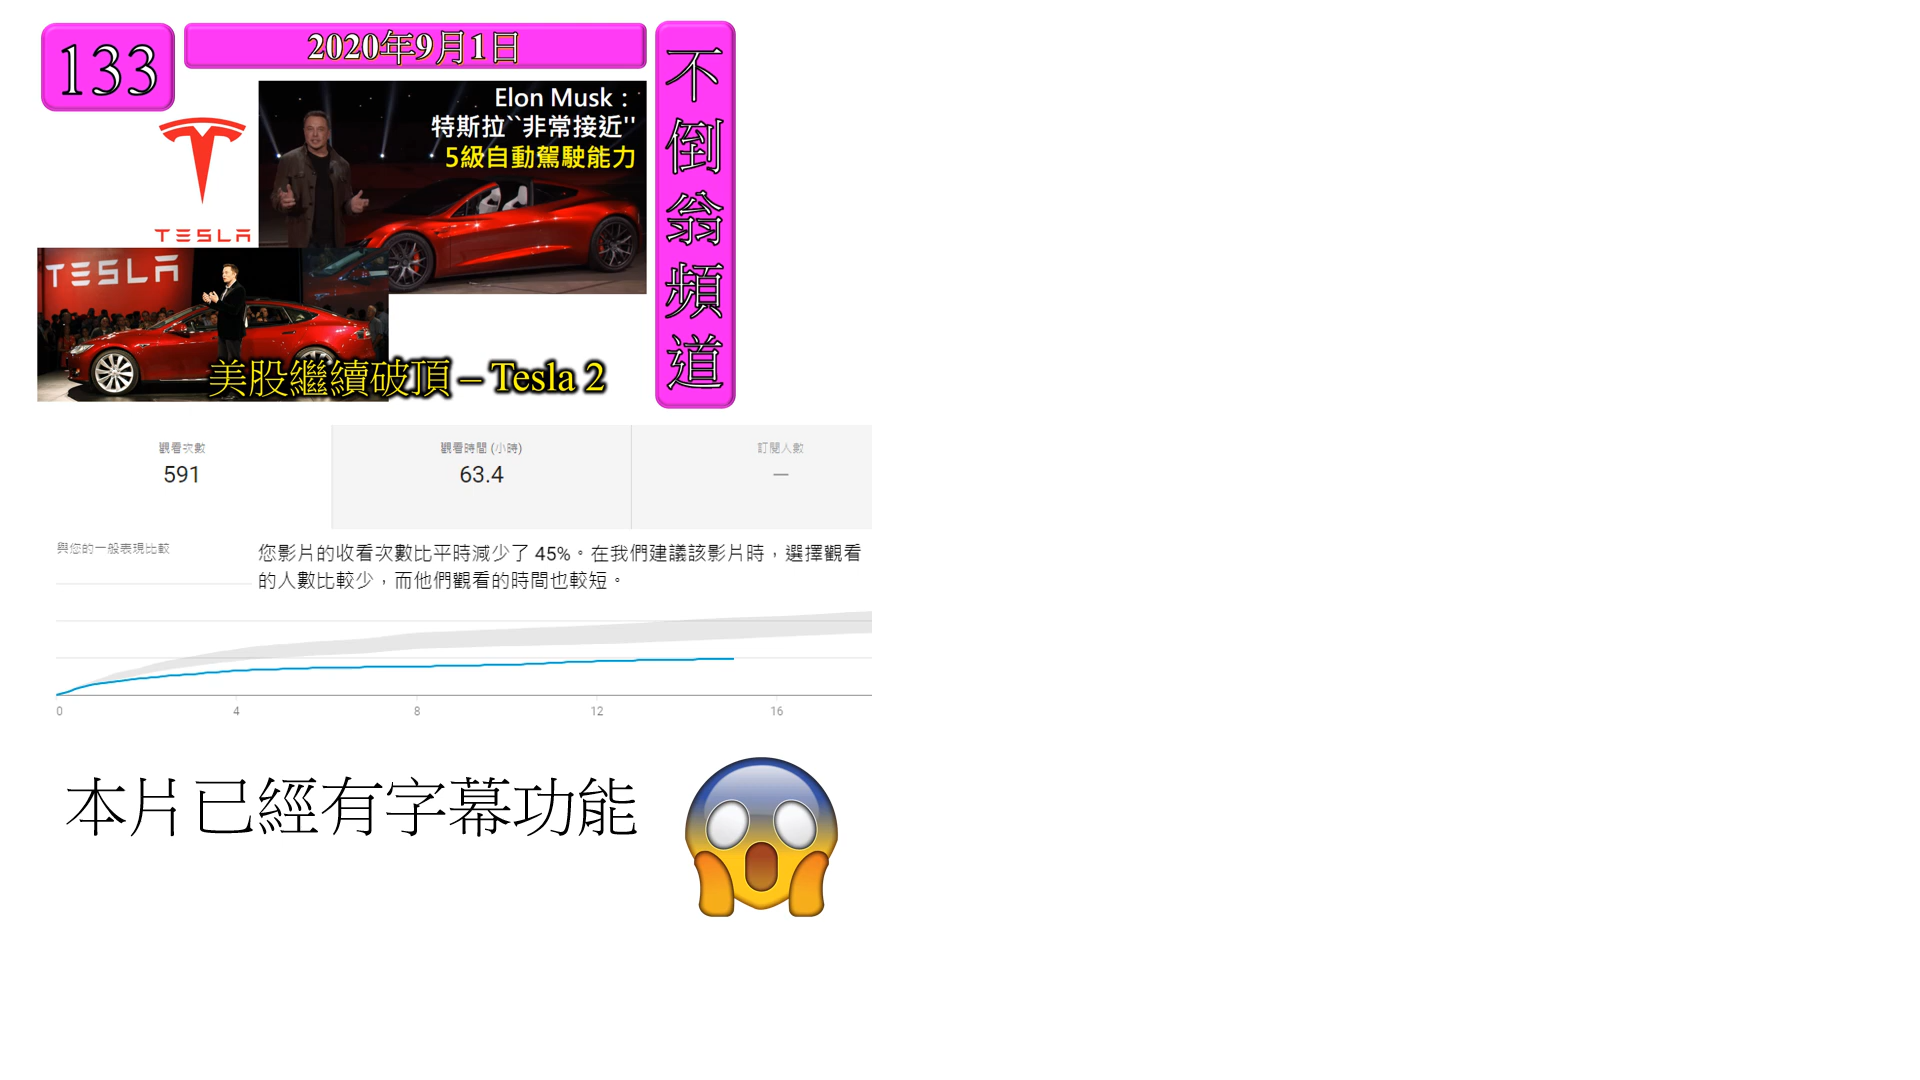 133
2020年9月1日
不倒翁頻道
Elon Musk：
特斯拉``非常接近''
5級自動駕駛能力
TESLA
TESLA
美股繼續破頂 – Tesla 2
觀看次數
591
觀看時間 (小時)
63.4
訂閱人數
—
與您的一般表現比較
您影片的收看次數比平時減少了 45%。在我們建議該影片時，選擇觀看
的人數比較少，而他們觀看的時間也較短。
0 4 8 12 16
本片已經有字幕功能